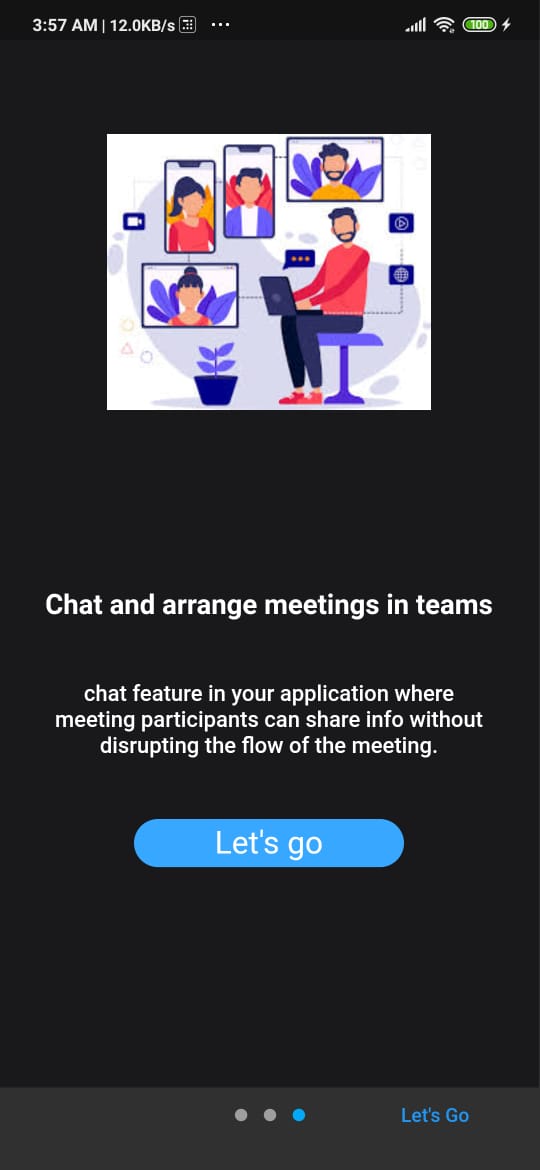 3:57 AM | 12.0KB/s ...
100
Chat and arrange meetings in teams
chat feature in your application where
meeting participants can share info without
disrupting the flow of the meeting.
Let's go
Let's Go